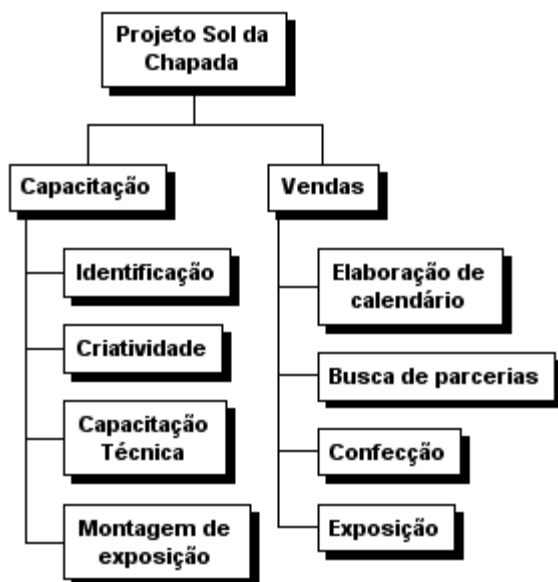 Projeto Sol da
Chapada
Capacitação
Vendas
Identificação
Criatividade
Capacitação
Técnica
Montagem de
exposição
Elaboração de
calendário
Busca de parcerias
Confecção
Exposição